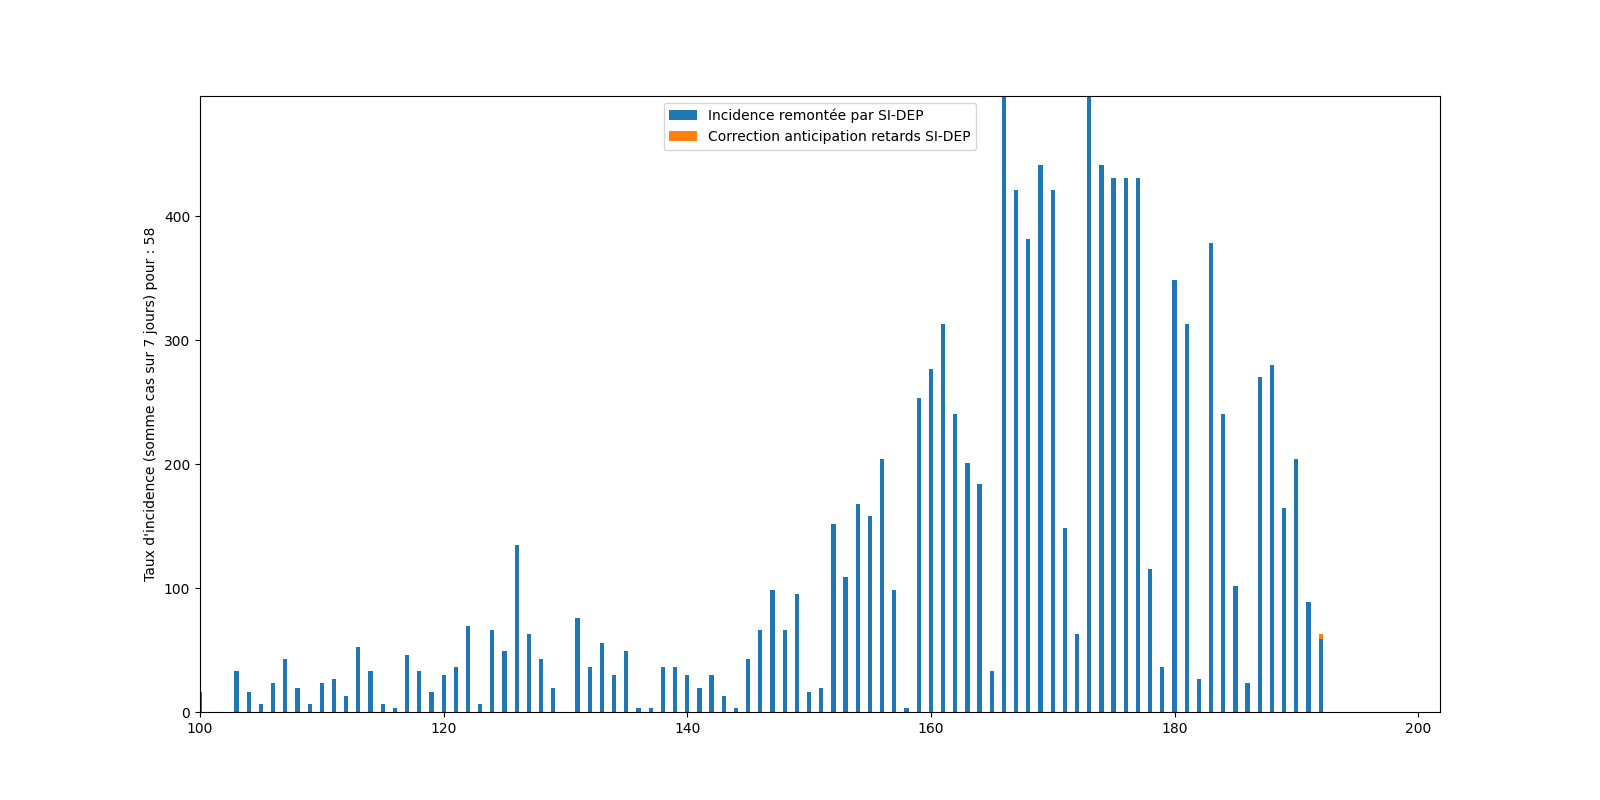 Incidence remontée par SI-DEP
Correction anticipation retards SI-DEP
Taux d'incidence (somme cas sur 7 jours) pour : 58
400
300
200
100
0
100 120 140 160 180 200